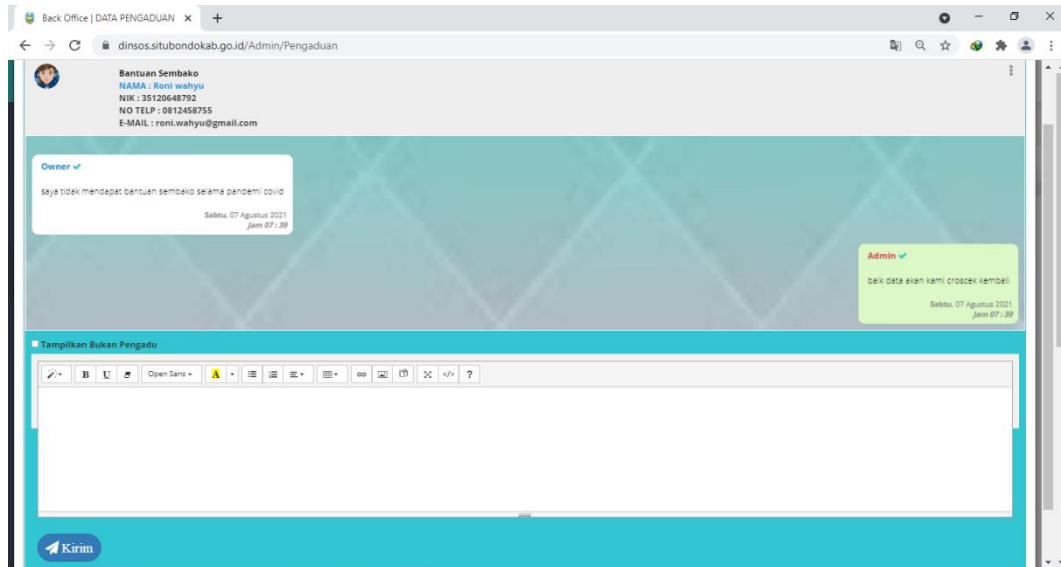 Back Office | DATA PENGADUAN
dinsos.situbondokab.go.id/Admin/Pengaduan
Bantuan Sembako
NAMA : Roni wahyu
NIK : 35120648792
NO TELP : 0812458755
E-MAIL : roni.wahyu@gmail.com
Owner
saya tidak mendapat bantuan sembako selama pandemi covid
Sabtu, 07 Agustus 2021
Jam 07 : 39
Admin
baik data akan kami croscek kembali
Sabtu, 07 Agustus 2021
Jam 07 : 39
Tampilkan Bukan Pengadu
B U Open Sans A </> ?
Kirim